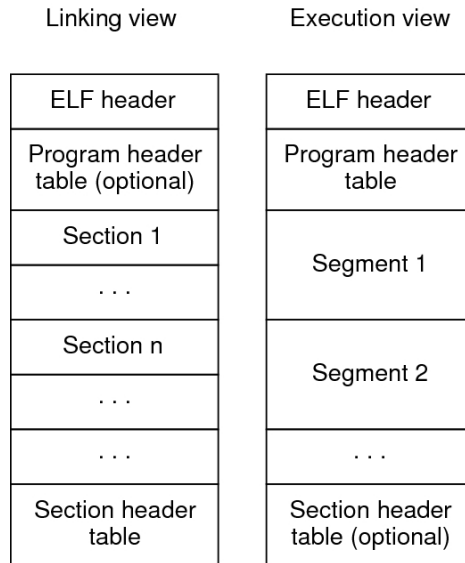 Linking view
ELF header
Program header
table (optional)
Section 1
. . .
Section n
. . .
. . .
Section header
table
Execution view
ELF header
Program header
table
Segment 1
Segment 2
. . .
Section header
table (optional)